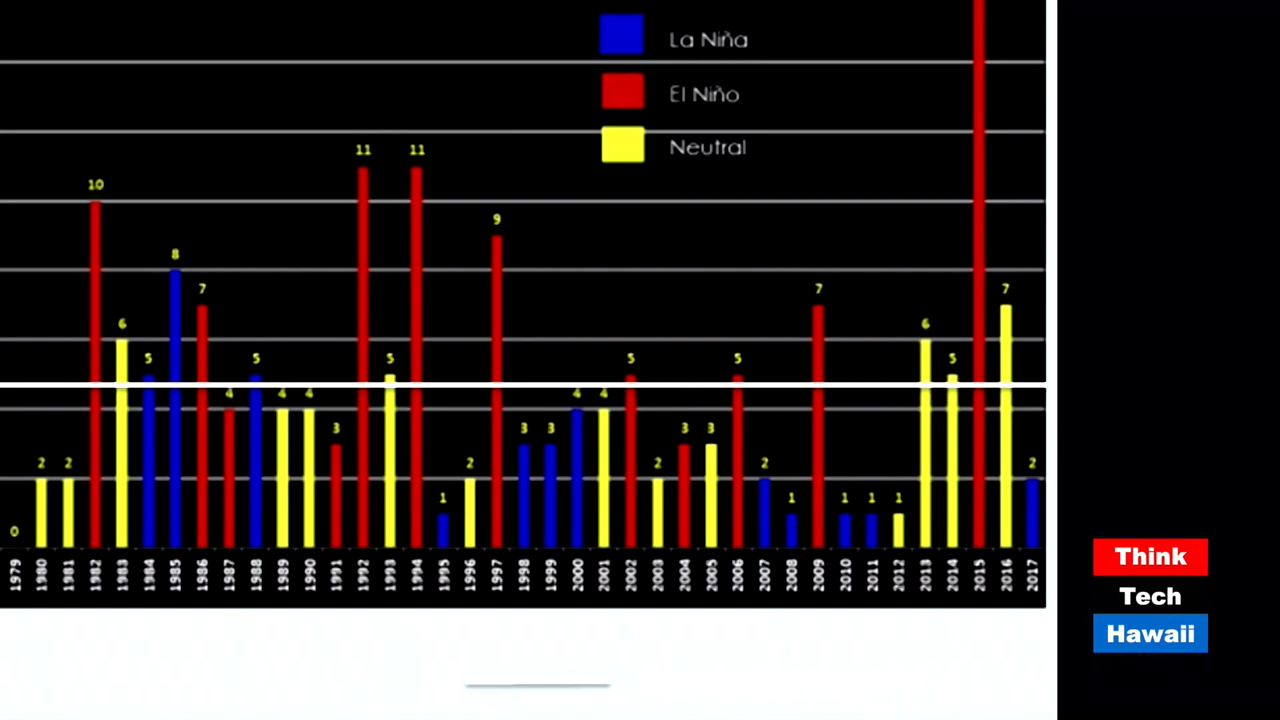 La Niña
El Niño
Neutral
11 11
10
9
8
7 7 7
6 6
5 5 5 5 5 5
4 4 4 4 4
3 3 3 3 3
2 2 2 2 2 2
1 1 1 1 1
0
1979 1980 1981 1982 1983 1984 1985 1986 1987 1988 1989 1990 1991 1992 1993 1994 1995 1996 1997 1998 1999 2000 2001 2002 2003 2004 2005 2006 2007 2008 2009 2010 2011 2012 2013 2014 2015 2016 2017
Think
Tech
Hawaii